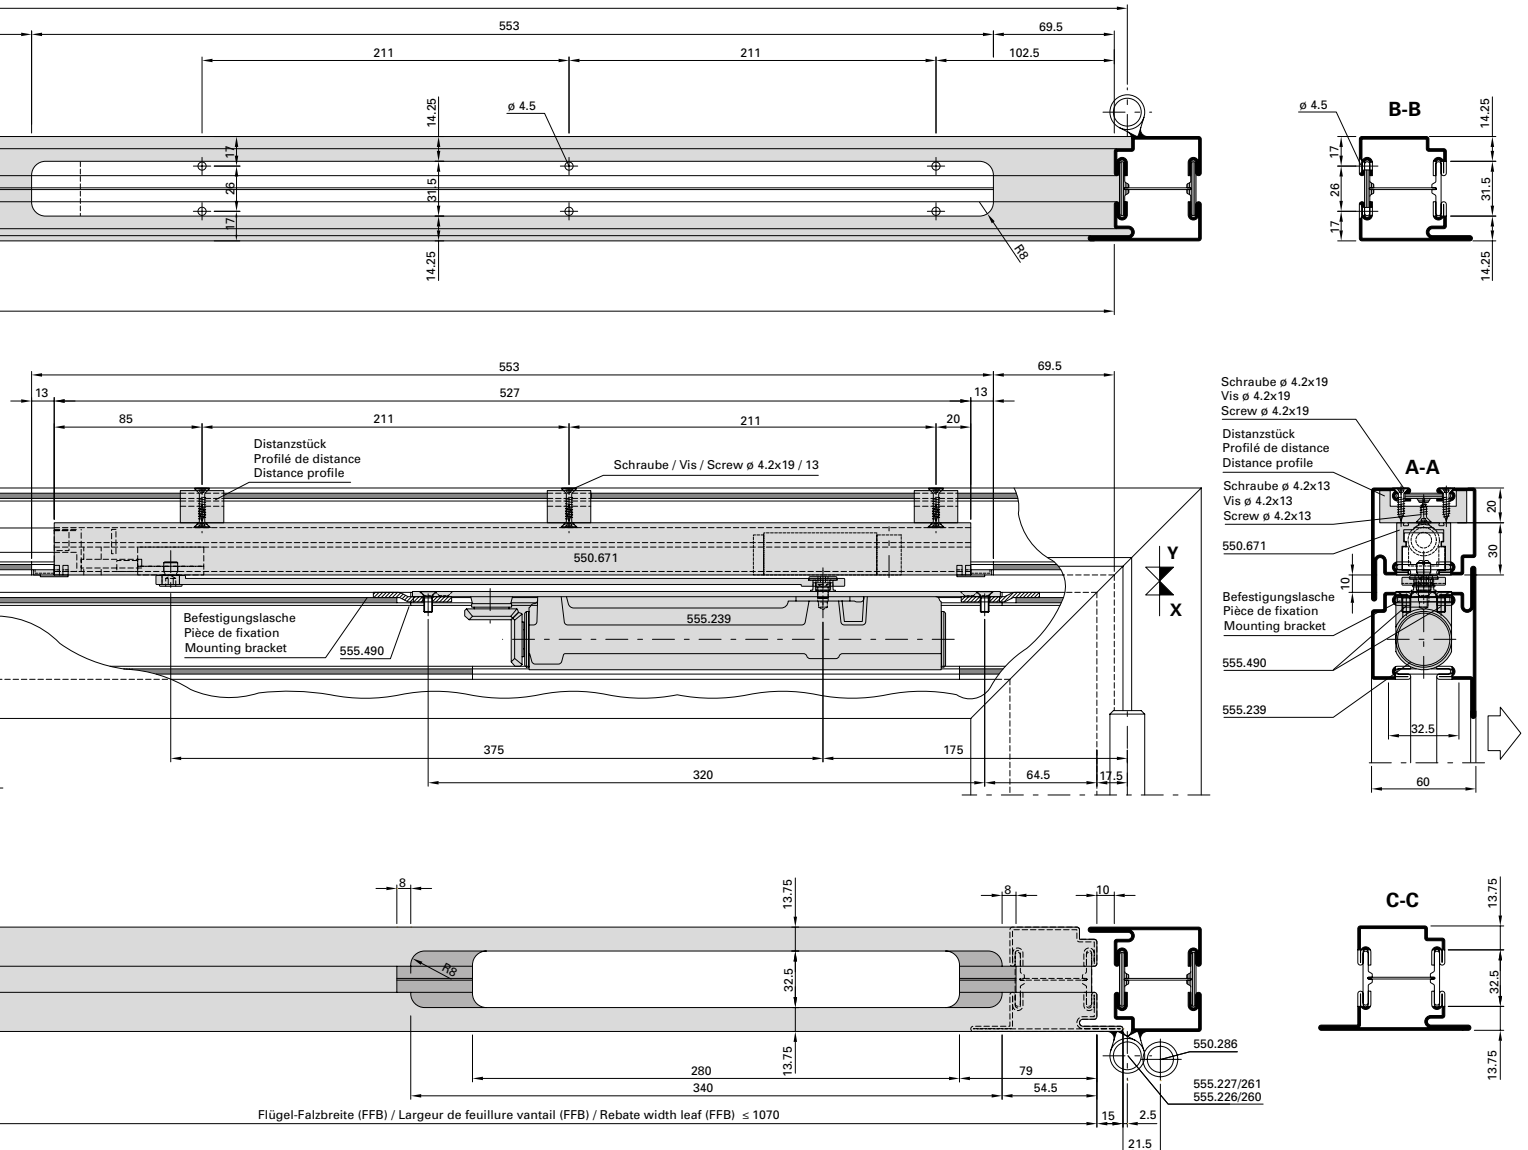 553
69.5
211
211
102.5
ø 4.5
14.25
17
26
31.5
17
14.25
R8
B-B
ø 4.5
14.25
17
26
31.5
17
14.25
553
69.5
13
527
13
85
211
211
20
Distanzstück
Profilé de distance
Distance profile
Schraube / Vis / Screw ø 4.2x19 / 13
550.671
Befestigungslasche
Pièce de fixation
Mounting bracket
555.490
555.239
Y
X
375
175
320
64.5
17.5
Schraube ø 4.2x19
Vis ø 4.2x19
Screw ø 4.2x19
Distanzstück
Profilé de distance
Distance profile
A-A
Schraube ø 4.2x13
Vis ø 4.2x13
Screw ø 4.2x13
550.671
20
30
10
Befestigungslasche
Pièce de fixation
Mounting bracket
555.490
555.239
32.5
60
8
13.75
8
10
R8
32.5
13.75
280
79
340
54.5
Flügel-Falzbreite (FFB) / Largeur de feuillure vantail (FFB) / Rebate width leaf (FFB) ≤ 1070
15
2.5
21.5
550.286
555.227/261
555.226/260
C-C
13.75
32.5
13.75